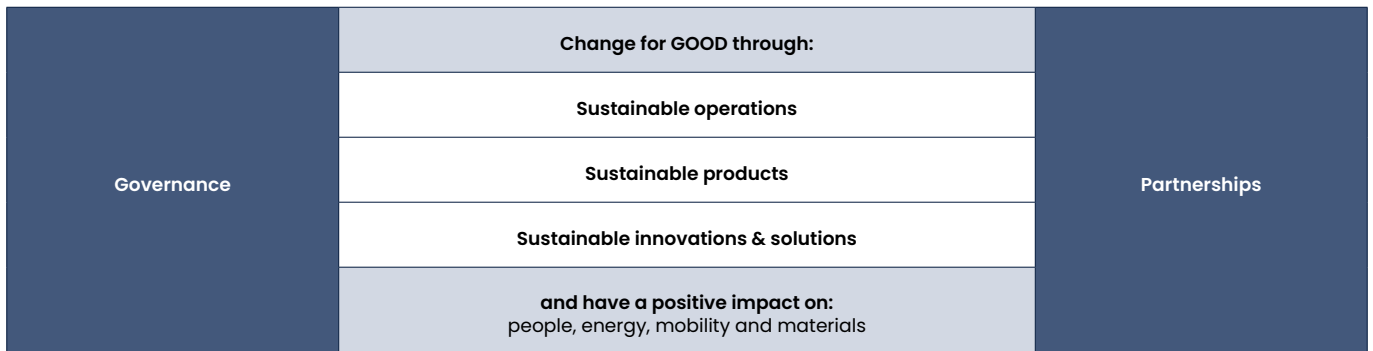 Governance
Change for GOOD through:
Sustainable operations
Sustainable products
Sustainable innovations & solutions
and have a positive impact on:
people, energy, mobility and materials
Partnerships